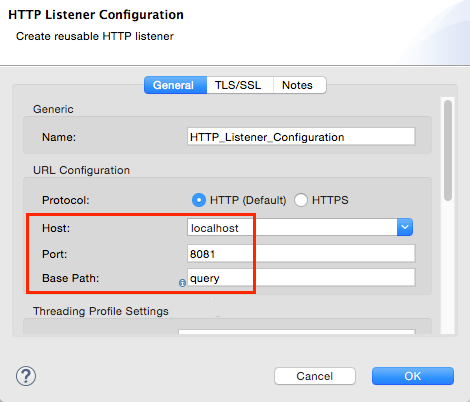 HTTP Listener Configuration
Create reusable HTTP listener
General TLS/SSL Notes
Generic
Name: HTTP_Listener_Configuration
URL Configuration
Protocol: HTTP (Default) HTTPS
Host: localhost
Port: 8081
Base Path: i query
Threading Profile Settings
? Cancel OK